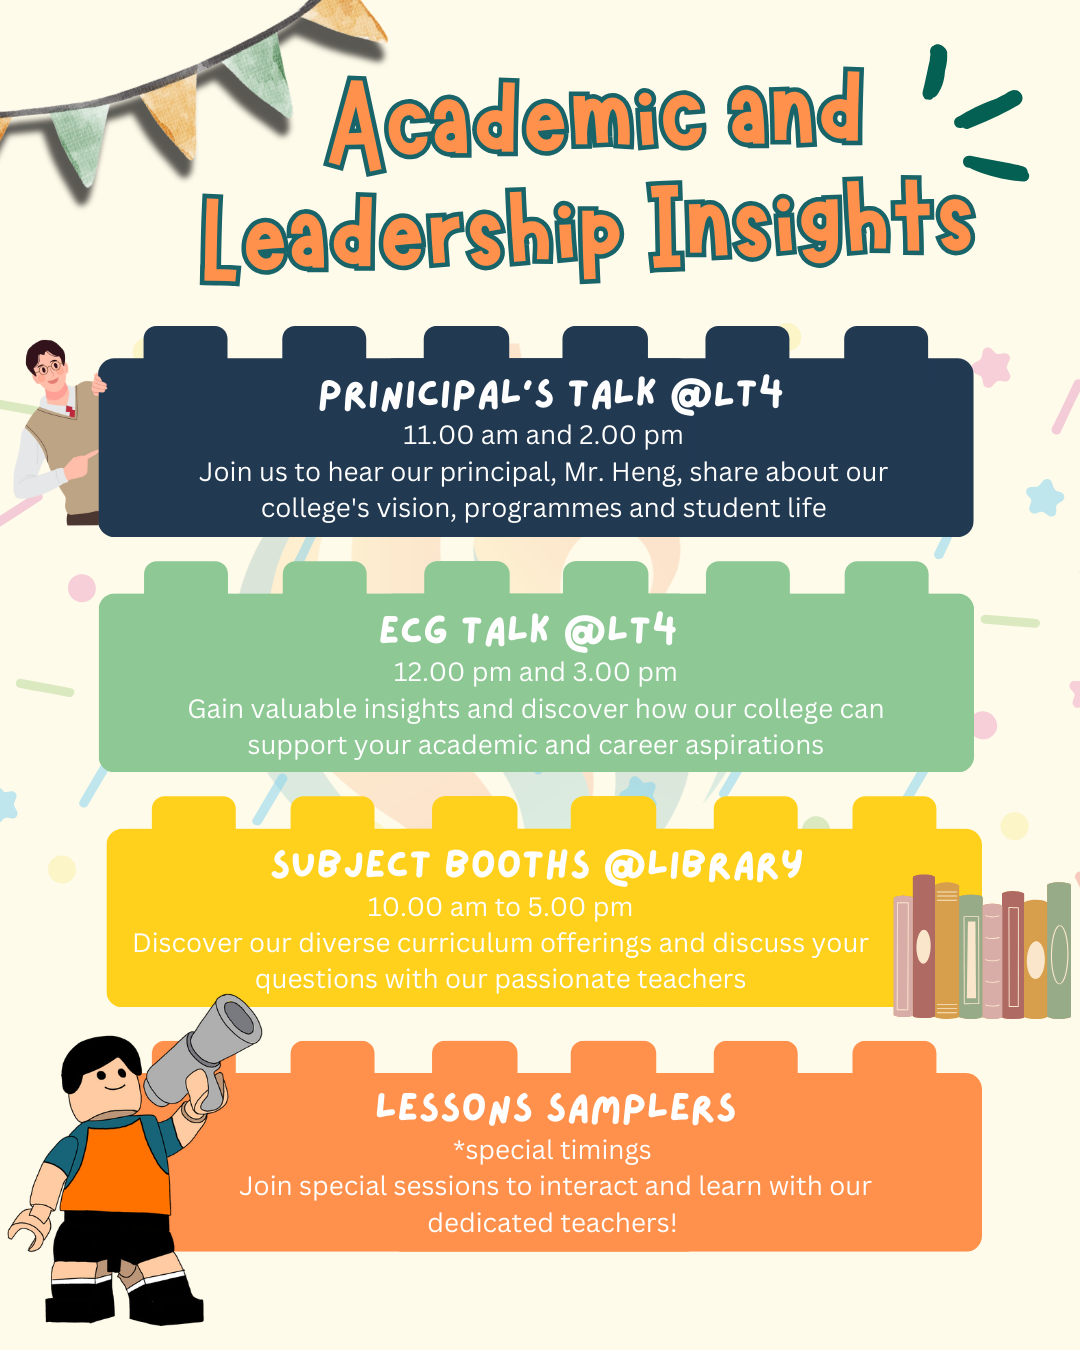 Academic and
Leadership Insights
PRINICIPAL'S TALK @LT4
11.00 am and 2.00 pm
Join us to hear our principal, Mr. Heng, share about our
college's vision, programmes and student life
ECG TALK @LT4
12.00 pm and 3.00 pm
Gain valuable insights and discover how our college can
support your academic and career aspirations
SUBJECT BOOTHS @LIBRARY
10.00 am to 5.00 pm
Discover our diverse curriculum offerings and discuss your
questions with our passionate teachers
LESSONS SAMPLERS
*special timings
Join special sessions to interact and learn with our
dedicated teachers!